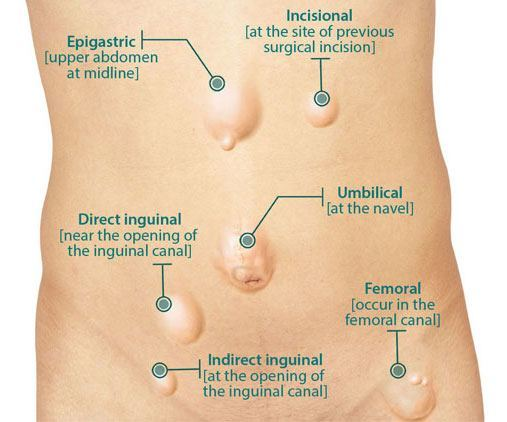 Epigastric
[upper abdomen
at midline]
Incisional
[at the site of previous
surgical incision]
Umbilical
[at the navel]
Direct inguinal
[near the opening of
the inguinal canal]
Femoral
[occur in the
femoral canal]
Indirect inguinal
[at the opening of
the inguinal canal]